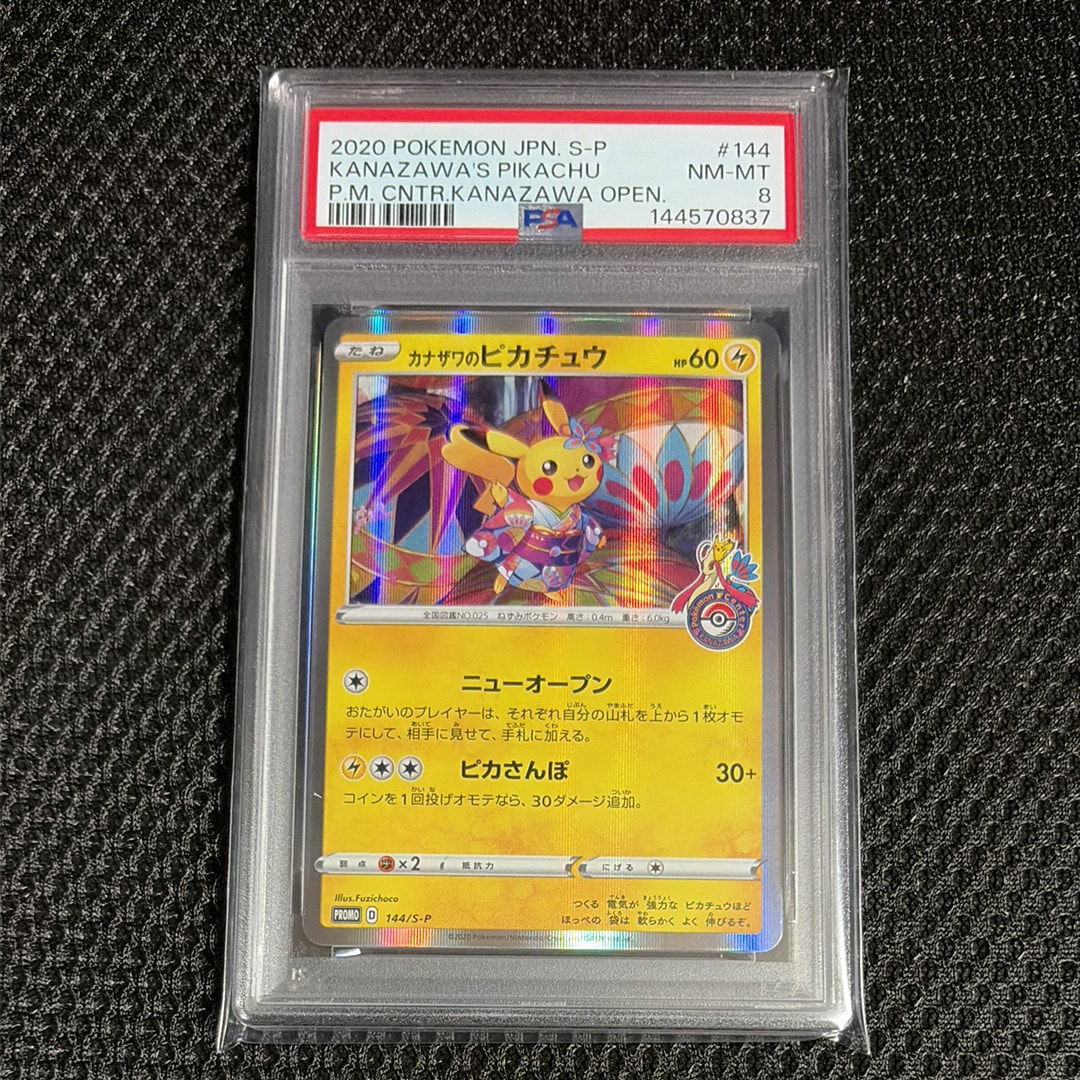 2020 POKEMON JPN. S-P #144
KANAZAWA'S PIKACHU NM-MT
P.M. CNTR.KANAZAWA OPEN. 8
PSA 144570837
たね カナザワのピカチュウ HP60
全国図鑑NO.025 ねずみポケモン 高さ:0.4m 重さ:6.0kg
Pokémon Center
KANAZAWA
ニューオープン
おたがいのプレイヤーは、それぞれ自分の山札を上から1枚オモ
テにして、相手に見せて、手札に加える。
ピカさんぽ 30+
コインを1回投げオモテなら、30ダメージ追加。
弱点 ×2 抵抗力 にげる
Illus.Fuzichoco
つくる 電気が 強力な ピカチュウほど
ほっぺの 袋は 軟らかく よく 伸びるぞ。
PROMO D 144/S-P
©2020 Pokémon/Nintendo/